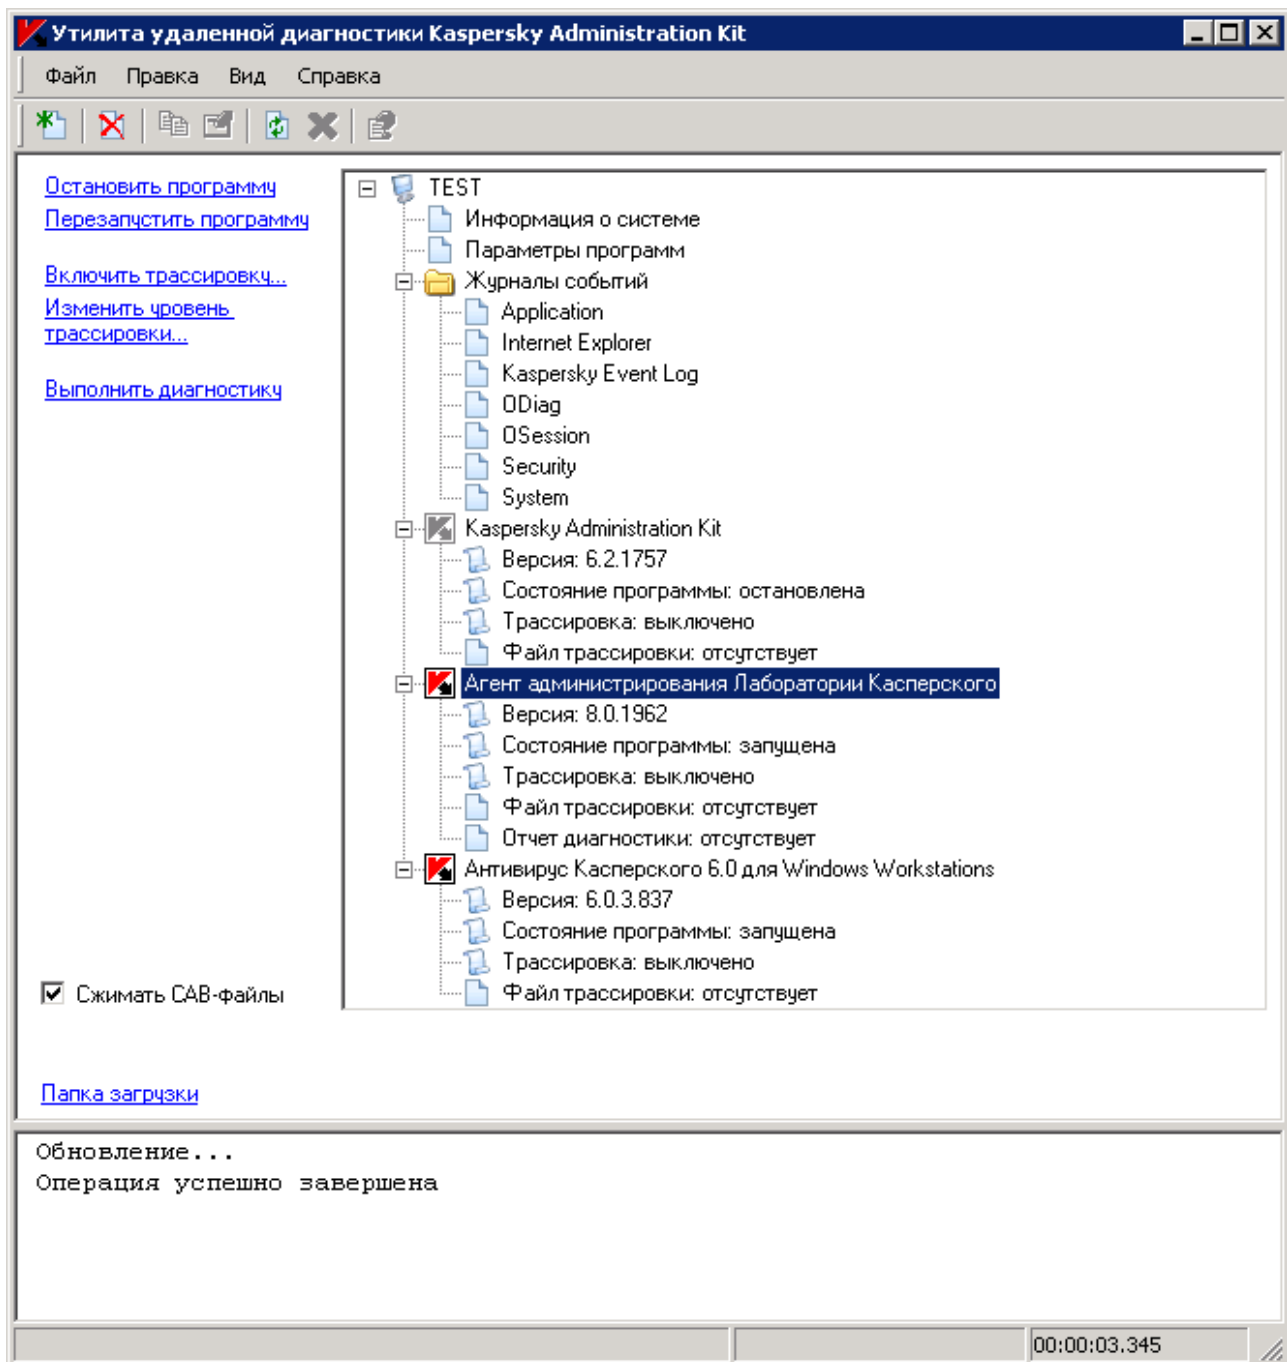 Утилита удаленной диагностики Kaspersky Administration Kit
Файл Правка Вид Справка
Остановить программу
Перезапустить программу
Включить трассировку...
Изменить уровень
трассировки...
Выполнить диагностику
Сжимать CAB-файлы
Папка загрузки
TEST
Информация о системе
Параметры программ
Журналы событий
Application
Internet Explorer
Kaspersky Event Log
ODiag
OSession
Security
System
Kaspersky Administration Kit
Версия: 6.2.1757
Состояние программы: остановлена
Трассировка: выключено
Файл трассировки: отсутствует
Агент администрирования Лаборатории Касперского
Версия: 8.0.1962
Состояние программы: запущена
Трассировка: выключено
Файл трассировки: отсутствует
Отчет диагностики: отсутствует
Антивирус Касперского 6.0 для Windows Workstations
Версия: 6.0.3.837
Состояние программы: запущена
Трассировка: выключено
Файл трассировки: отсутствует
Обновление...
Операция успешно завершена
00:00:03.345